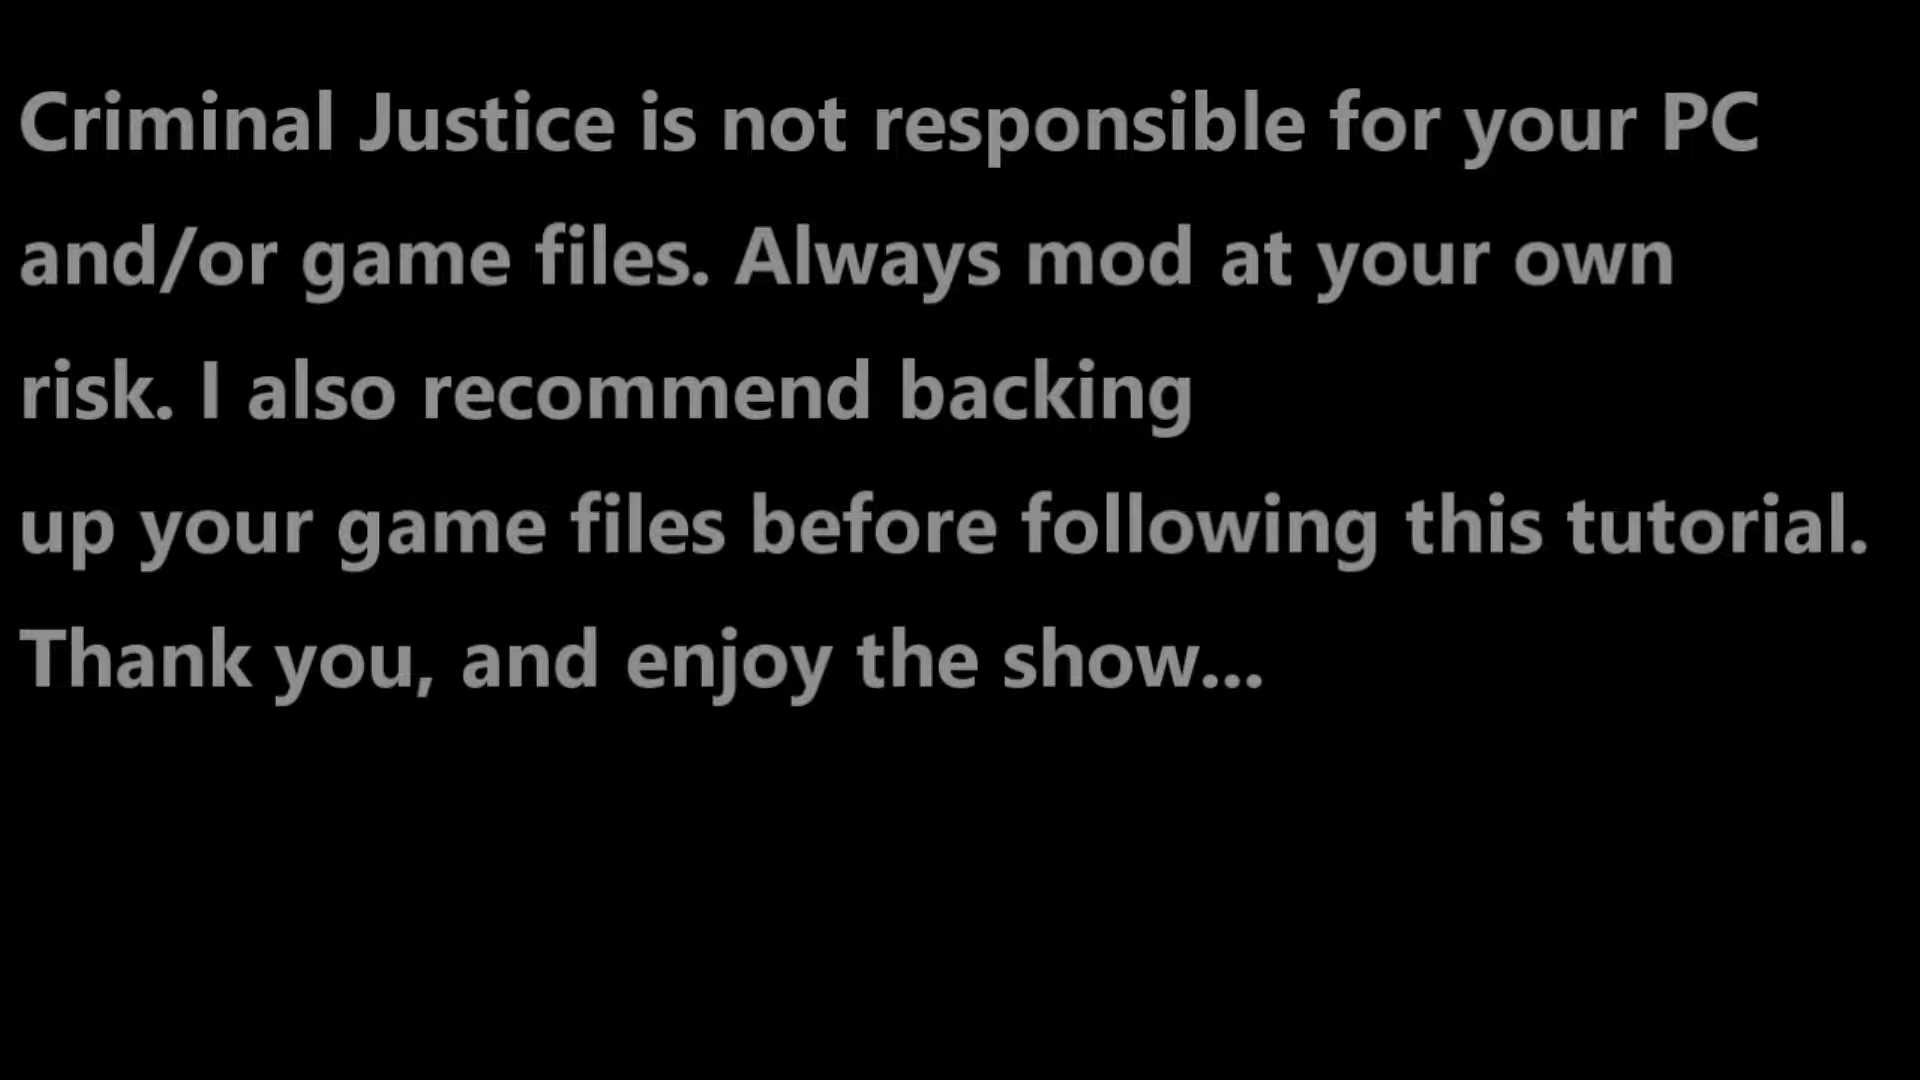 Criminal Justice is not responsible for your PC
and/or game files. Always mod at your own
risk. I also recommend backing
up your game files before following this tutorial.
Thank you, and enjoy the show...